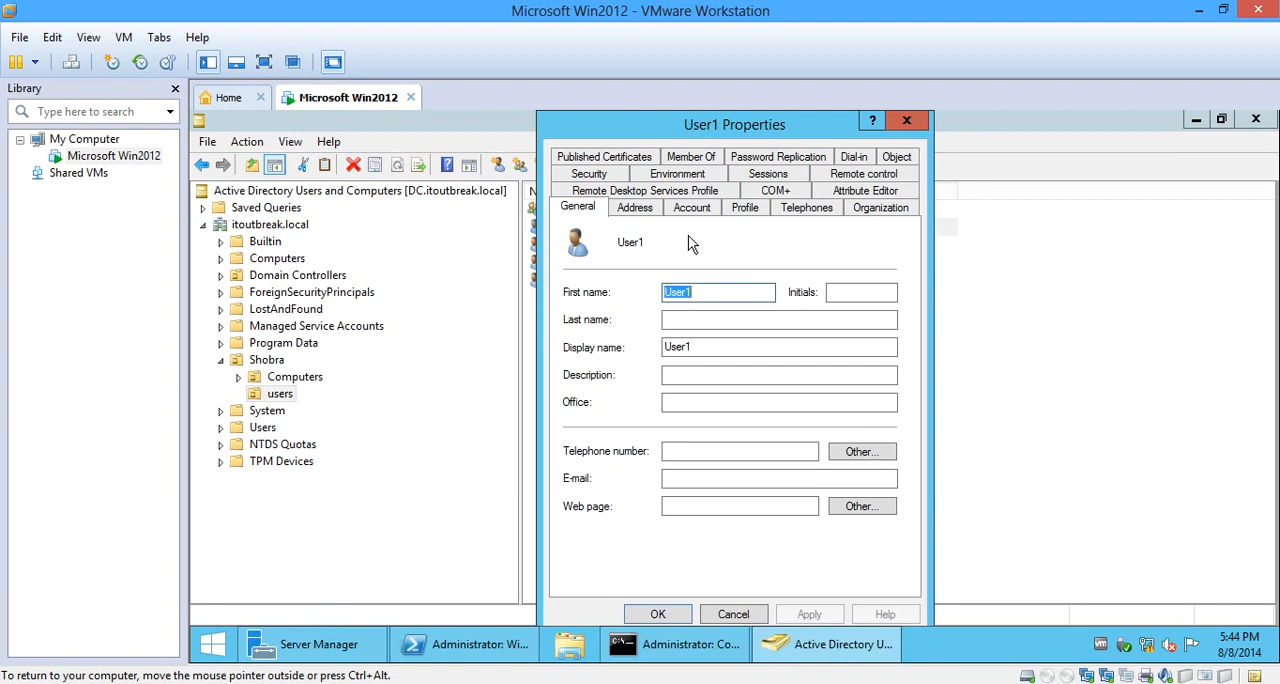 Microsoft Win2012 - VMware Workstation
File Edit View VM Tabs Help
Library
Type here to search
My Computer
Microsoft Win2012
Shared VMs
Home
Microsoft Win2012
File Action View Help
Active Directory Users and Computers [DC.itoutbreak.local]
Saved Queries
itoutbreak.local
Builtin
Computers
Domain Controllers
ForeignSecurityPrincipals
LostAndFound
Managed Service Accounts
Program Data
Shobra
Computers
users
System
Users
NTDS Quotas
TPM Devices
User1 Properties
?
Published Certificates Member Of Password Replication Dial-in Object
Security Environment Sessions Remote control
Remote Desktop Services Profile COM+ Attribute Editor
General Address Account Profile Telephones Organization
User1
First name: User1 Initials:
Last name:
Display name: User1
Description:
Office:
Telephone number: Other...
E-mail:
Web page: Other...
OK Cancel Apply Help
Server Manager
Administrator: Wi...
Administrator: Co...
Active Directory U...
5:44 PM
8/8/2014
To return to your computer, move the mouse pointer outside or press Ctrl+Alt.